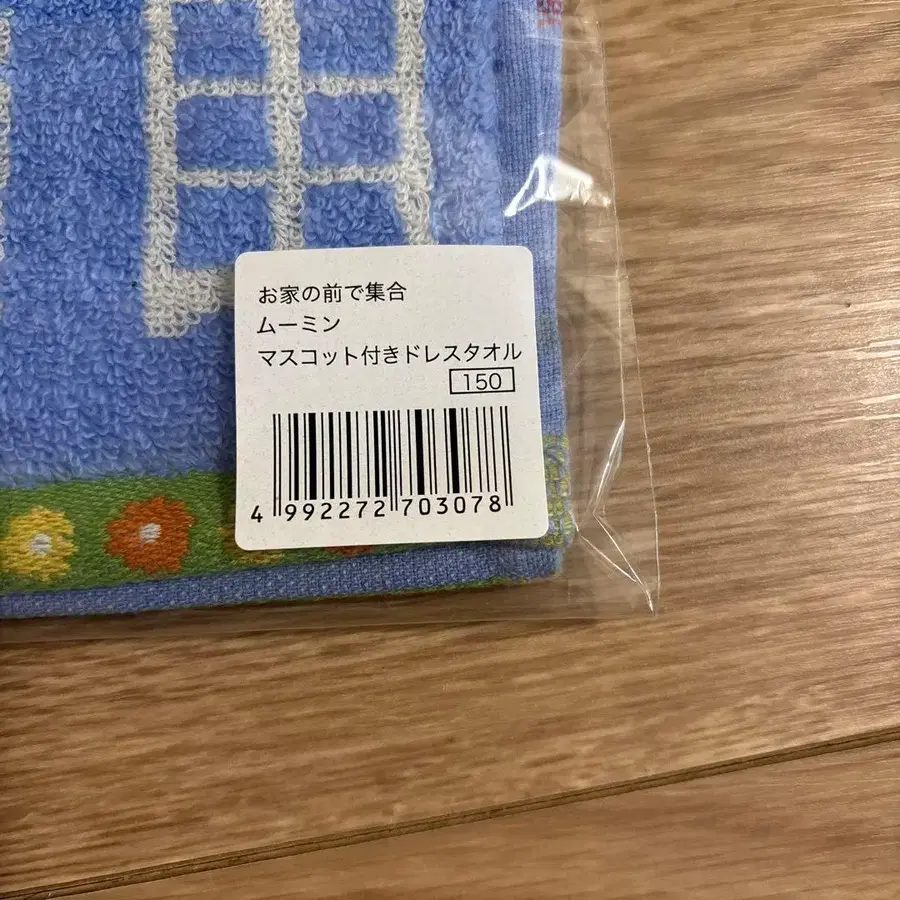 お家の前で集合
ムーミン
マスコット付きドレスタオル
150
4 992272 703078